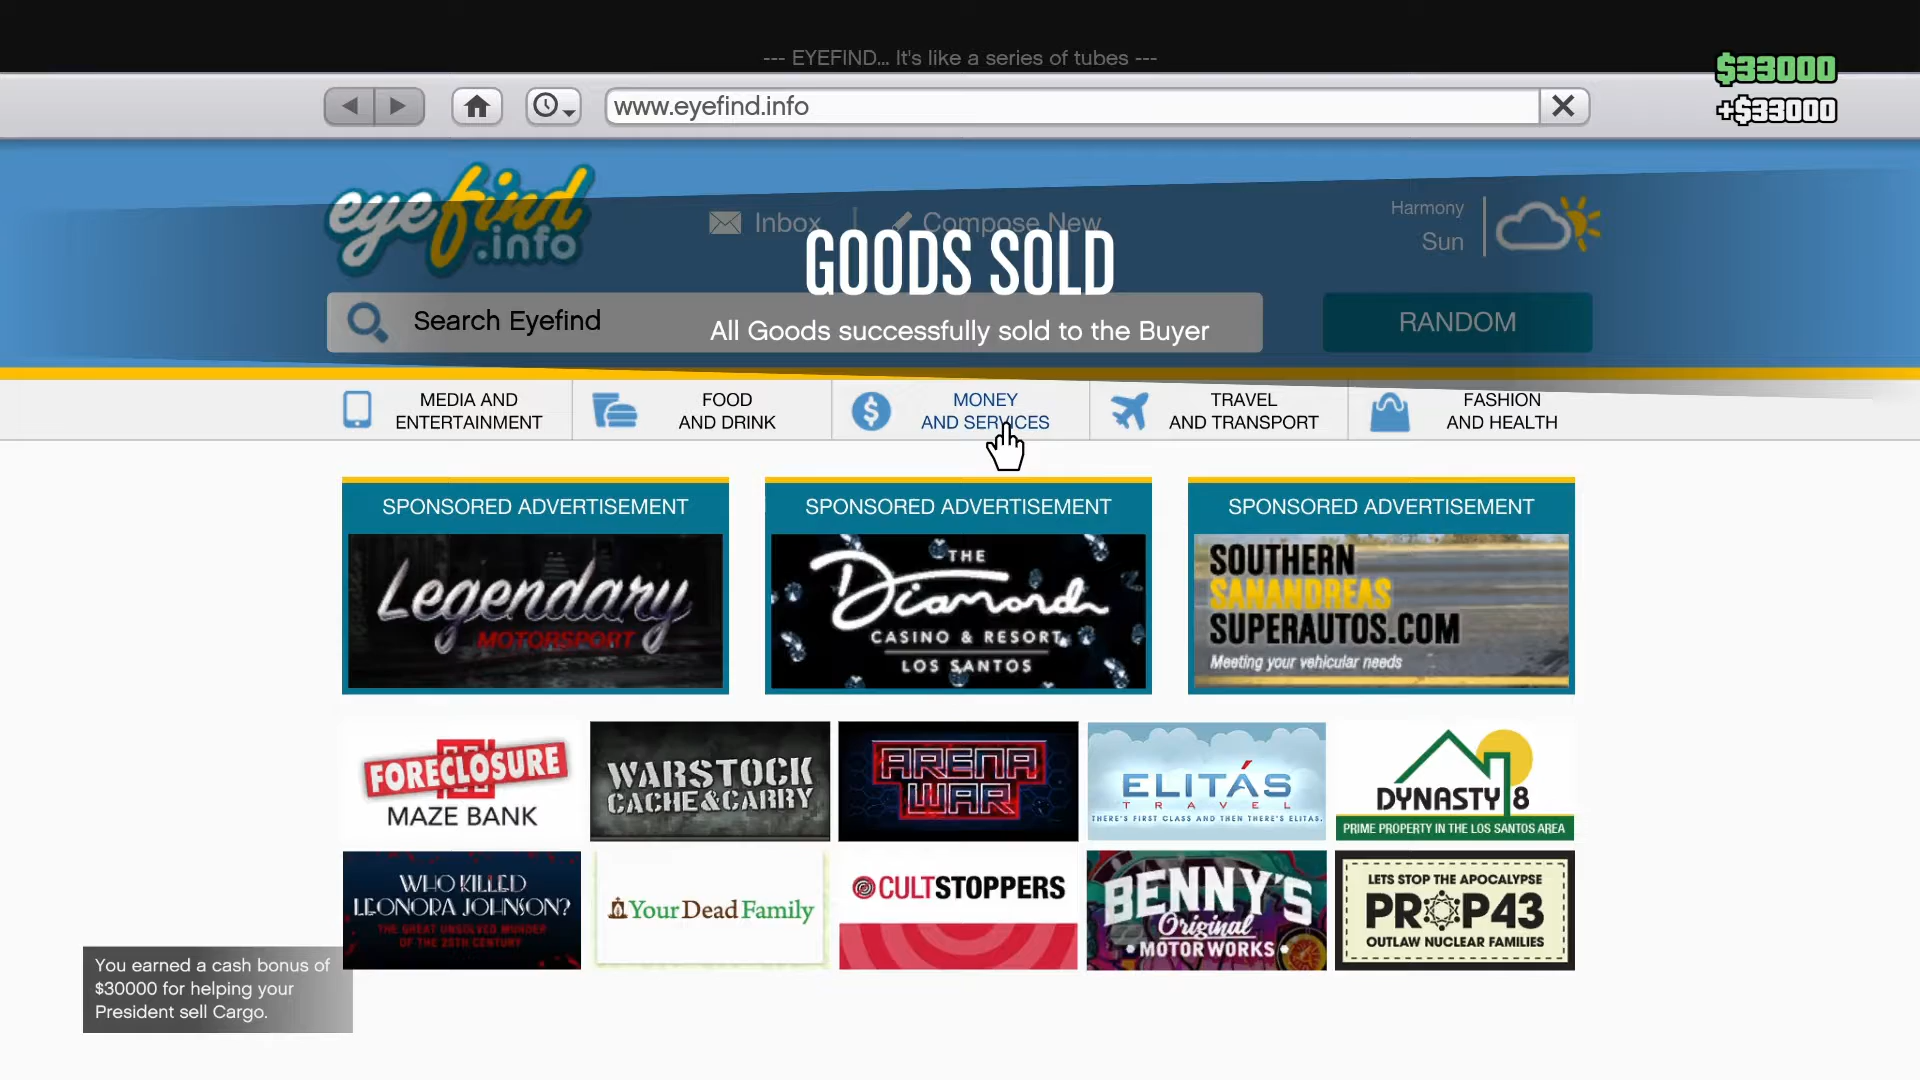 --- EYEFIND... It's like a series of tubes ---
$33000
+$33000
www.eyefind.info
eyefind
.info
Inbox
Compose New
Harmony
Sun
GOODS SOLD
All Goods successfully sold to the Buyer
Search Eyefind
RANDOM
MEDIA AND
ENTERTAINMENT
FOOD
AND DRINK
MONEY
AND SERVICES
TRAVEL
AND TRANSPORT
FASHION
AND HEALTH
SPONSORED ADVERTISEMENT
Legendary
MOTORSPORT
SPONSORED ADVERTISEMENT
THE
Diamond
CASINO & RESORT
LOS SANTOS
SPONSORED ADVERTISEMENT
SOUTHERN
SANANDREAS
SUPERAUTOS.COM
Meeting your vehicular needs
FORECLOSURE
MAZE BANK
WARSTOCK
CACHE&CARRY
ARENA
WAR
ELITÁS
TRAVEL
THERE'S FIRST CLASS AND THEN THERE'S ELITAS.
DYNASTY 8
PRIME PROPERTY IN THE LOS SANTOS AREA
WHO KILLED
LEONORA JOHNSON?
THE GREAT UNSOLVED MURDER
OF THE 20TH CENTURY
YourDeadFamily
CULTSTOPPERS
BENNY'S
Original
MOTOR WORKS
LETS STOP THE APOCALYPSE
PROP43
OUTLAW NUCLEAR FAMILIES
You earned a cash bonus of
$30000 for helping your
President sell Cargo.